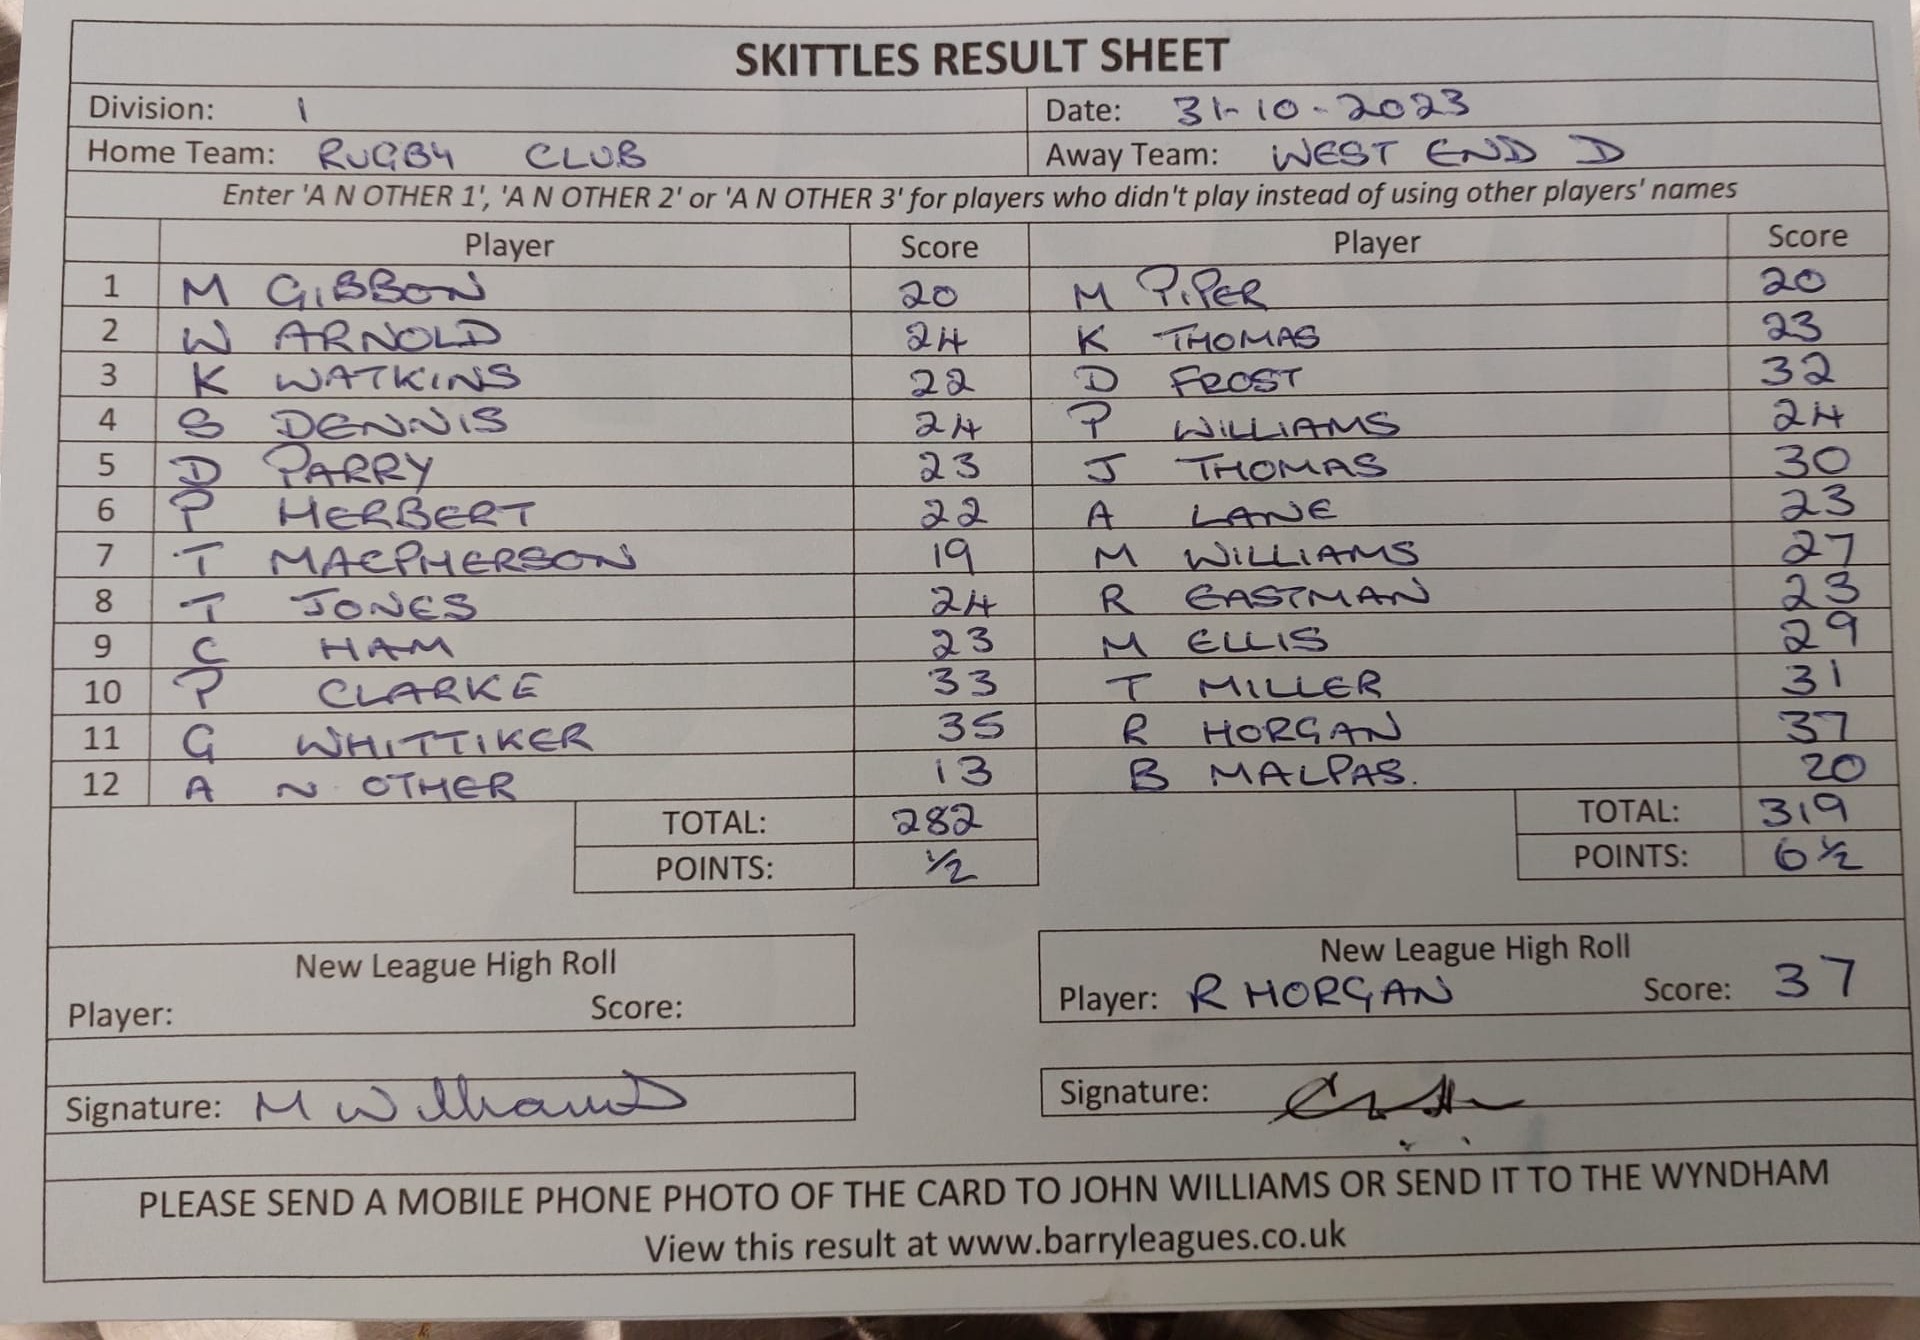 SKITTLES RESULT SHEET
Division: 1 Date: 31-10-2023
Home Team: RUGBY CLUB Away Team: WEST END D
Enter 'A N OTHER 1', 'A N OTHER 2' or 'A N OTHER 3' for players who didn't play instead of using other players' names
Player Score Player Score
1 M GIBBON 20 M PIPER 20
2 W ARNOLD 24 K THOMAS 23
3 K WATKINS 22 D FROST 32
4 S DENNIS 24 P WILLIAMS 24
5 D PARRY 23 J THOMAS 30
6 P HERBERT 22 A LANE 23
7 T MACPHERSON 19 M WILLIAMS 27
8 T JONES 24 R EASTMAN 23
9 C HAM 23 M ELLIS 29
10 P CLARKE 33 T MILLER 31
11 G WHITTIKER 35 R HORGAN 37
12 A N OTHER 13 B MALPAS. 20
TOTAL: 282 TOTAL: 319
POINTS: 1/2 POINTS: 6 1/2
New League High Roll New League High Roll
Player: Score: Player: R HORGAN Score: 37
Signature: M Williams Signature:
PLEASE SEND A MOBILE PHONE PHOTO OF THE CARD TO JOHN WILLIAMS OR SEND IT TO THE WYNDHAM
View this result at www.barryleagues.co.uk